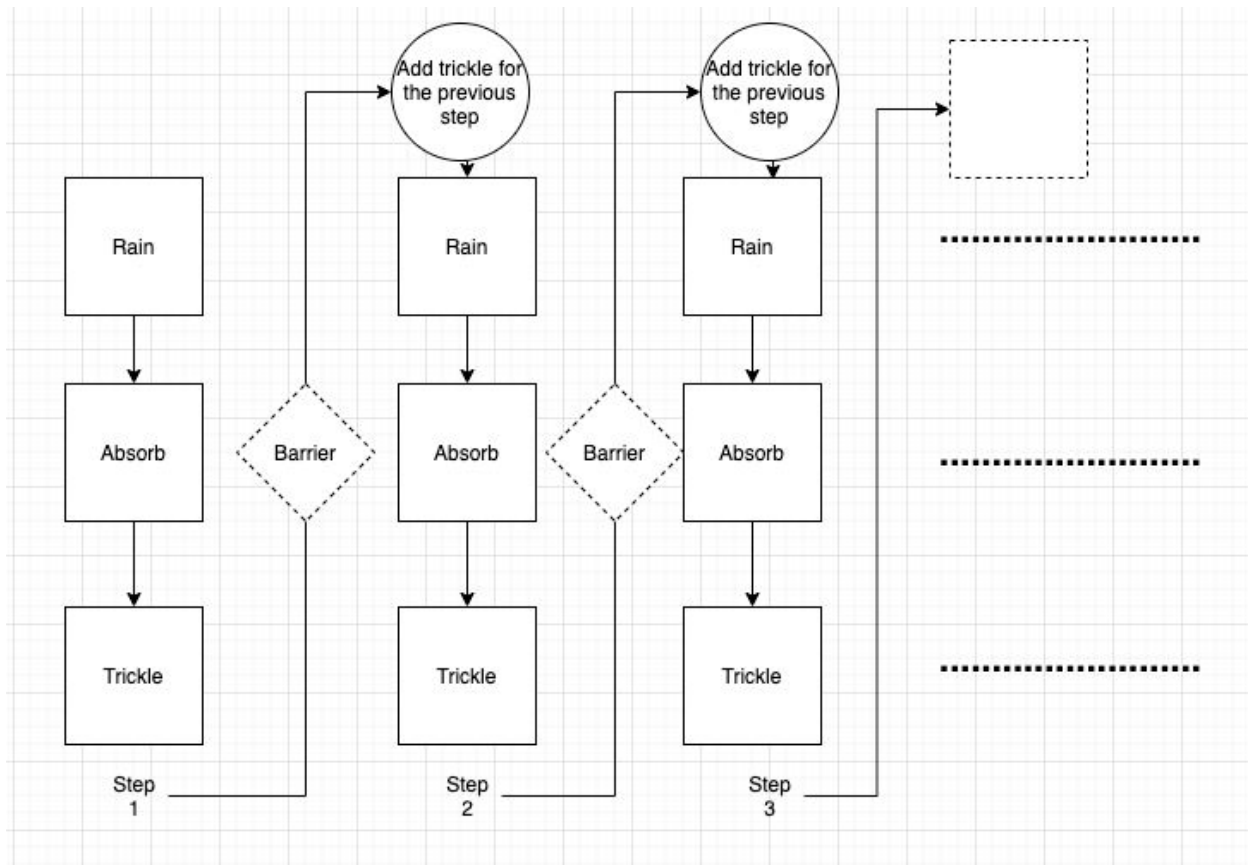 Add trickle for
the previous
step
Add trickle for
the previous
step
Rain
Rain
Rain
Absorb
Barrier
Absorb
Barrier
Absorb
Trickle
Trickle
Trickle
Step
1
Step
2
Step
3